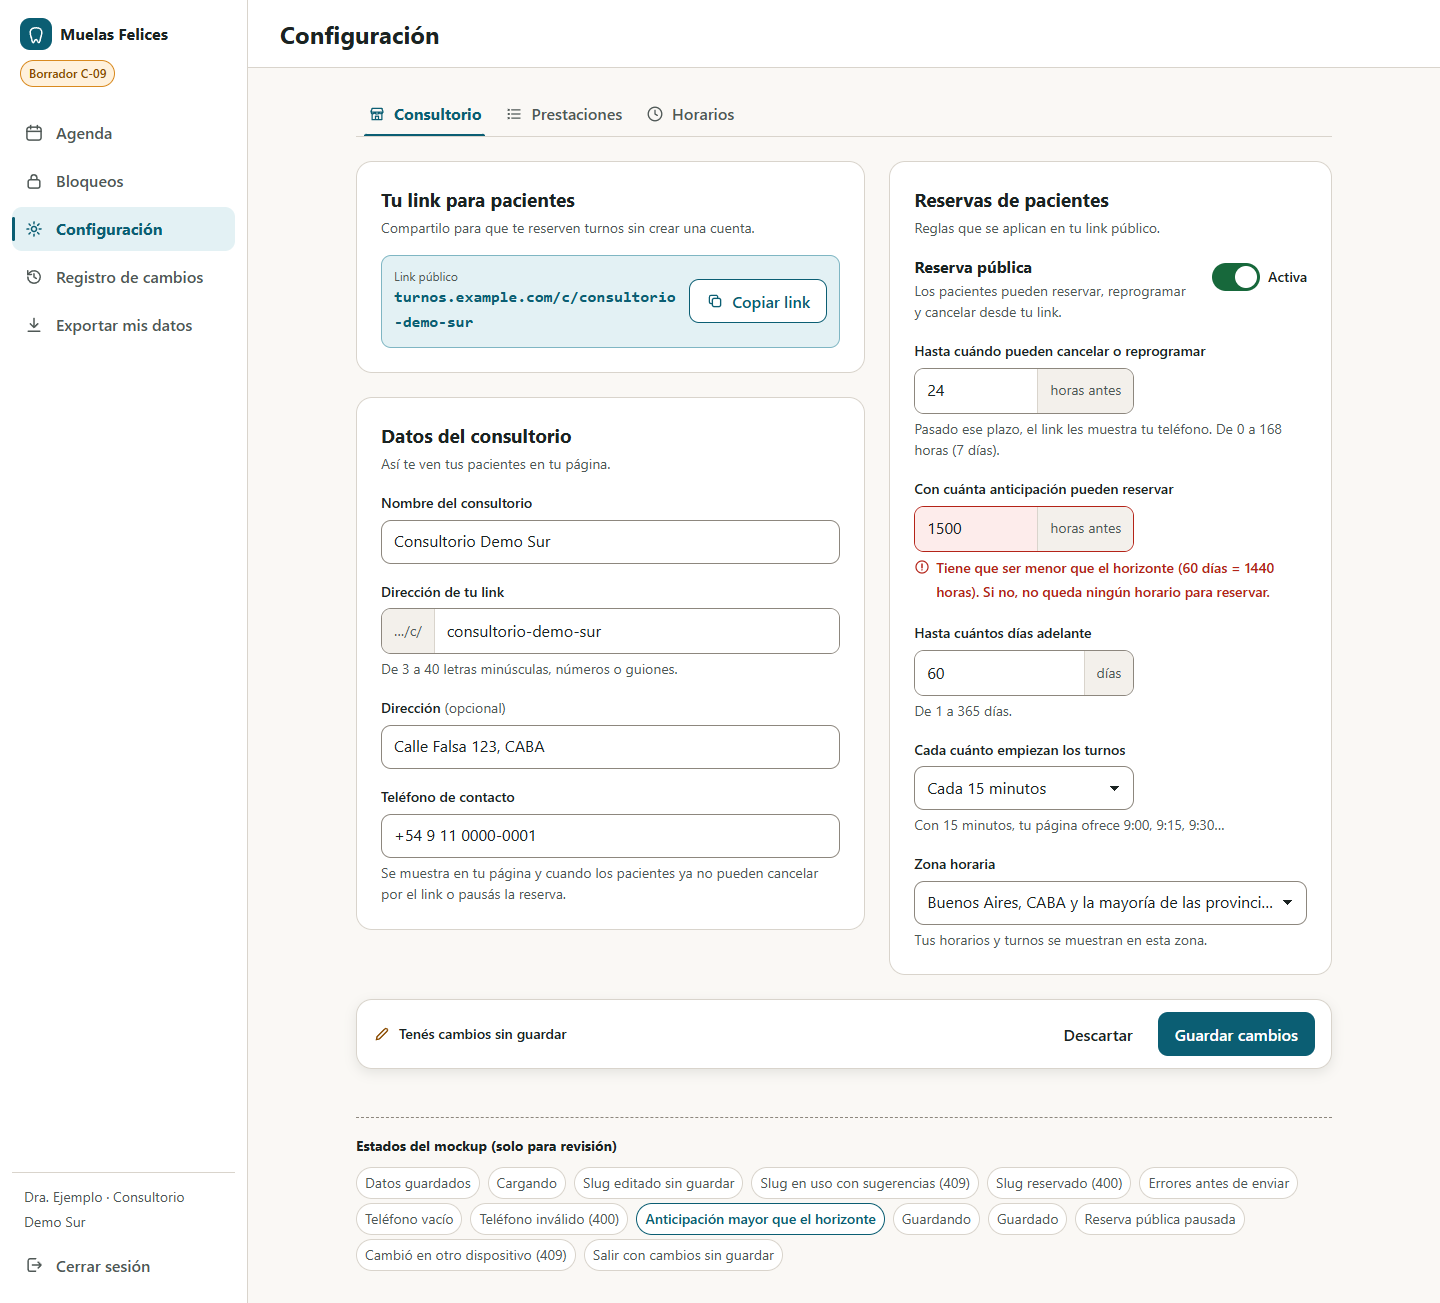 Muelas Felices
Borrador C-09
Agenda
Bloqueos
Configuración
Registro de cambios
Exportar mis datos
Dra. Ejemplo · Consultorio
Demo Sur
Cerrar sesión
Configuración
Consultorio
Prestaciones
Horarios
Tu link para pacientes
Compartilo para que te reserven turnos sin crear una cuenta.
Link público
turnos.example.com/c/consultorio
-demo-sur
Copiar link
Datos del consultorio
Así te ven tus pacientes en tu página.
Nombre del consultorio
Consultorio Demo Sur
Dirección de tu link
.../c/ consultorio-demo-sur
De 3 a 40 letras minúsculas, números o guiones.
Dirección (opcional)
Calle Falsa 123, CABA
Teléfono de contacto
+54 9 11 0000-0001
Se muestra en tu página y cuando los pacientes ya no pueden cancelar
por el link o pausás la reserva.
Reservas de pacientes
Reglas que se aplican en tu link público.
Reserva pública
Los pacientes pueden reservar, reprogramar
y cancelar desde tu link.
Activa
Hasta cuándo pueden cancelar o reprogramar
24 horas antes
Pasado ese plazo, el link les muestra tu teléfono. De 0 a 168
horas (7 días).
Con cuánta anticipación pueden reservar
1500 horas antes
Tiene que ser menor que el horizonte (60 días = 1440
horas). Si no, no queda ningún horario para reservar.
Hasta cuántos días adelante
60 días
De 1 a 365 días.
Cada cuánto empiezan los turnos
Cada 15 minutos
Con 15 minutos, tu página ofrece 9:00, 9:15, 9:30...
Zona horaria
Buenos Aires, CABA y la mayoría de las provinci...
Tus horarios y turnos se muestran en esta zona.
Tenés cambios sin guardar
Descartar
Guardar cambios
Estados del mockup (solo para revisión)
Datos guardados
Cargando
Slug editado sin guardar
Slug en uso con sugerencias (409)
Slug reservado (400)
Errores antes de enviar
Teléfono vacío
Teléfono inválido (400)
Anticipación mayor que el horizonte
Guardando
Guardado
Reserva pública pausada
Cambió en otro dispositivo (409)
Salir con cambios sin guardar